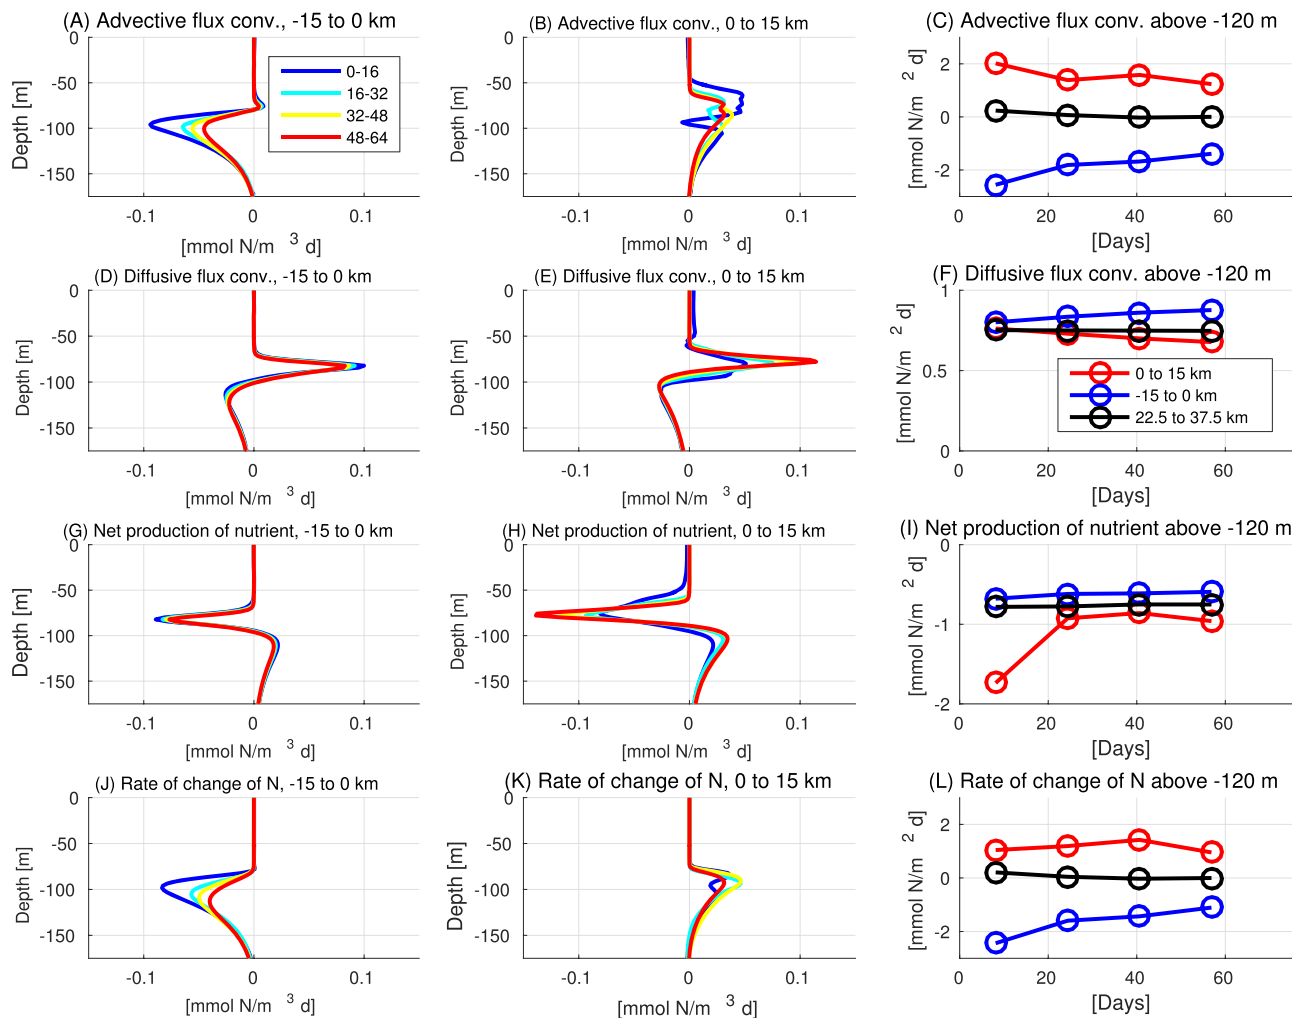 (A) Advective flux conv., -15 to 0 km
0
-50
-100
-150
Depth [m]
0-16
16-32
32-48
48-64
-0.1
0
0.1
[mmol N/m 3 d]
(B) Advective flux conv., 0 to 15 km
0
-50
-100
-150
Depth [m]
-0.1
0
0.1
[mmol N/m 3 d]
(C) Advective flux conv. above -120 m
2
0
-2
[mmol N/m 2 d]
0
20
40
60
[Days]
(D) Diffusive flux conv., -15 to 0 km
0
-50
-100
-150
Depth [m]
-0.1
0
0.1
[mmol N/m 3 d]
(E) Diffusive flux conv., 0 to 15 km
0
-50
-100
-150
Depth [m]
-0.1
0
0.1
[mmol N/m 3 d]
(F) Diffusive flux conv. above -120 m
1
0.5
0
[mmol N/m 2 d]
0 to 15 km
-15 to 0 km
22.5 to 37.5 km
0
20
40
60
[Days]
(G) Net production of nutrient, -15 to 0 km
0
-50
-100
-150
Depth [m]
-0.1
0
0.1
[mmol N/m 3 d]
(H) Net production of nutrient, 0 to 15 km
0
-50
-100
-150
Depth [m]
-0.1
0
0.1
[mmol N/m 3 d]
(I) Net production of nutrient above -120 m
0
-1
-2
[mmol N/m 2 d]
0
20
40
60
[Days]
(J) Rate of change of N, -15 to 0 km
0
-50
-100
-150
Depth [m]
-0.1
0
0.1
[mmol N/m 3 d]
(K) Rate of change of N, 0 to 15 km
0
-50
-100
-150
Depth [m]
-0.1
0
0.1
[mmol N/m 3 d]
(L) Rate of change of N above -120 m
2
0
-2
[mmol N/m 2 d]
0
20
40
60
[Days]